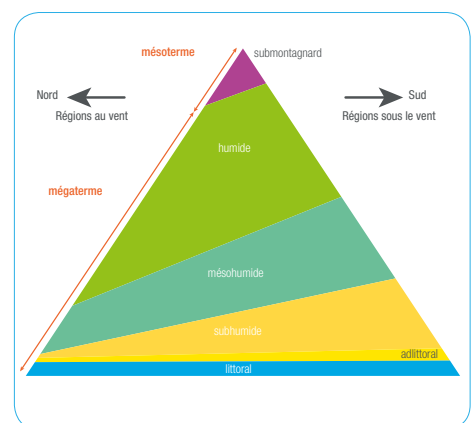 mésoterme
submontagnard
Nord
Sud
Régions au vent
Régions sous le vent
humide
mégaterme
mésohumide
subhumide
adlittoral
littoral